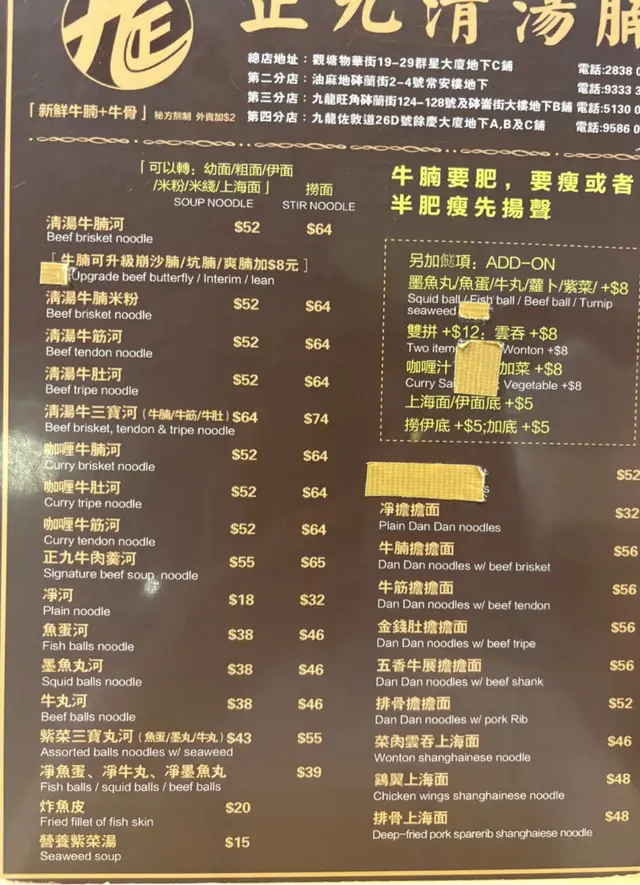 正九清湯腩
總店地址：觀塘物華街19-29群星大廈地下C鋪 電話:2838
第二分店：油麻地砵蘭街2-4號常安樓地下 電話:9333
第三分店：九龍旺角砵蘭街124-128號及砵崙街大樓地下B鋪 電話:5130
第四分店：九龍佐敦道26D號餘慶大廈地下A,B及C鋪 電話:9586
「新鮮牛腩+牛骨」秘方熬制 外賣加$2
「可以轉：幼面/粗面/伊面
/米粉/米綫/上海面」 撈面
SOUP NOODLE STIR NOODLE
清湯牛腩河 $52 $64
Beef brisket noodle
[ 牛腩可升級崩沙腩/坑腩/爽腩加$8元 ]
Upgrade beef butterfly / Interim / lean
清湯牛腩米粉 $52 $64
Beef brisket noodle
清湯牛筋河 $52 $64
Beef tendon noodle
清湯牛肚河 $52 $64
Beef tripe noodle
清湯牛三寶河 (牛腩/牛筋/牛肚) $64 $74
Beef brisket, tendon & tripe noodle
咖喱牛腩河 $52 $64
Curry brisket noodle
咖喱牛肚河 $52 $64
Curry tripe noodle
咖喱牛筋河 $52 $64
Curry tendon noodle
正九牛肉羹河 $55 $65
Signature beef soup noodle
凈河 $18 $32
Plain noodle
魚蛋河 $38 $46
Fish balls noodle
墨魚丸河 $38 $46
Squid balls noodle
牛丸河 $38 $46
Beef balls noodle
紫菜三寶丸河 (魚蛋/墨丸/牛丸) $43 $55
Assorted balls noodles w/ seaweed
凈魚蛋、凈牛丸、凈墨魚丸 $39
Fish balls / squid balls / beef balls
炸魚皮 $20
Fried fillet of fish skin
營養紫菜湯 $15
Seaweed soup
牛腩要肥，要瘦或者
半肥瘦先揚聲
另加餸項：ADD-ON
墨魚丸/魚蛋/牛丸/蘿卜/紫菜/ +$8
Squid ball / Fish ball / Beef ball / Turnip
seaweed
雙拼 +$12；雲吞 +$8
Two item Wonton +$8
咖喱汁 加菜 +$8
Curry Sa Vegetable +$8
上海面/伊面底 +$5
撈伊底 +$5;加底 +$5
$52
凈擔擔面 $32
Plain Dan Dan noodles
牛腩擔擔面 $56
Dan Dan noodles w/ beef brisket
牛筋擔擔面 $56
Dan Dan noodles w/ beef tendon
金錢肚擔擔面 $56
Dan Dan noodles w/ beef tripe
五香牛展擔擔面 $56
Dan Dan noodles w/ beef shank
排骨擔擔面 $52
Dan Dan noodles w/ pork Rib
菜肉雲吞上海面 $46
Wonton shanghainese noodle
鷄翼上海面 $48
Chicken wings shanghainese noodle
排骨上海面 $48
Deep-fried pork sparerib shanghaiese noodle